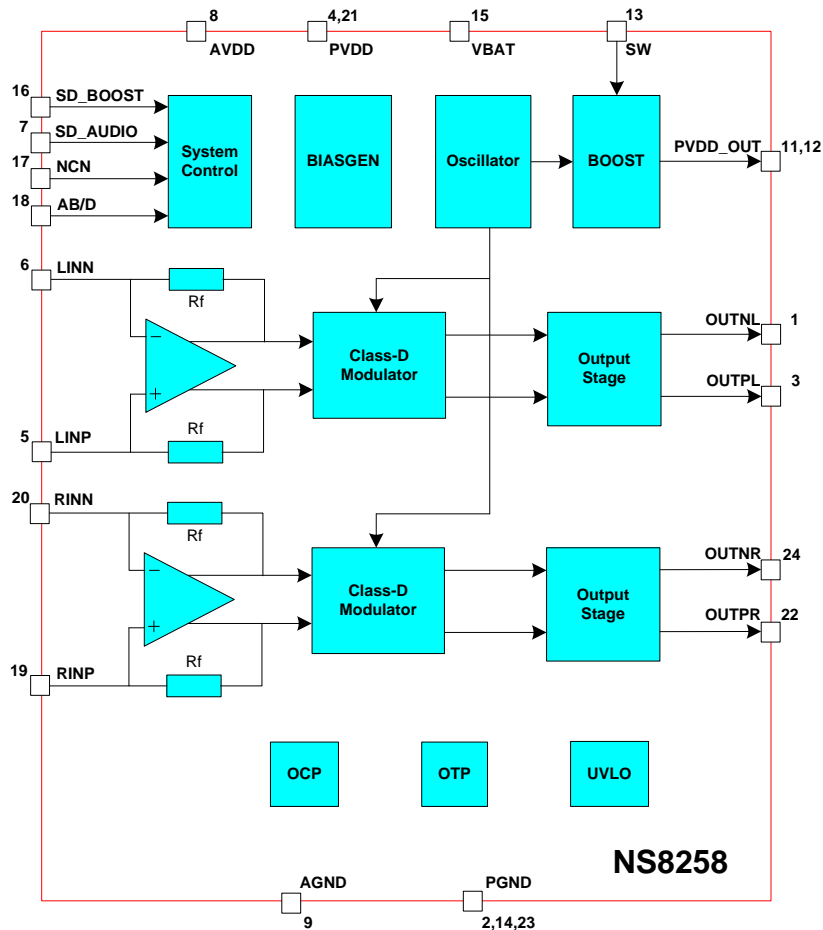 8
4,21
15
13
AVDD
PVDD
VBAT
SW
16
SD_BOOST
7
SD_AUDIO
17
NCN
18
AB/D
System
Control
BIASGEN
Oscillator
BOOST
PVDD_OUT
11,12
6
LINN
Rf
−
+
Class-D
Modulator
Output
Stage
OUTNL
1
OUTPL
3
Rf
5
LINP
20
RINN
Rf
−
+
Class-D
Modulator
Output
Stage
OUTNR
24
OUTPR
22
Rf
19
RINP
OCP
OTP
UVLO
NS8258
AGND
PGND
9
2,14,23